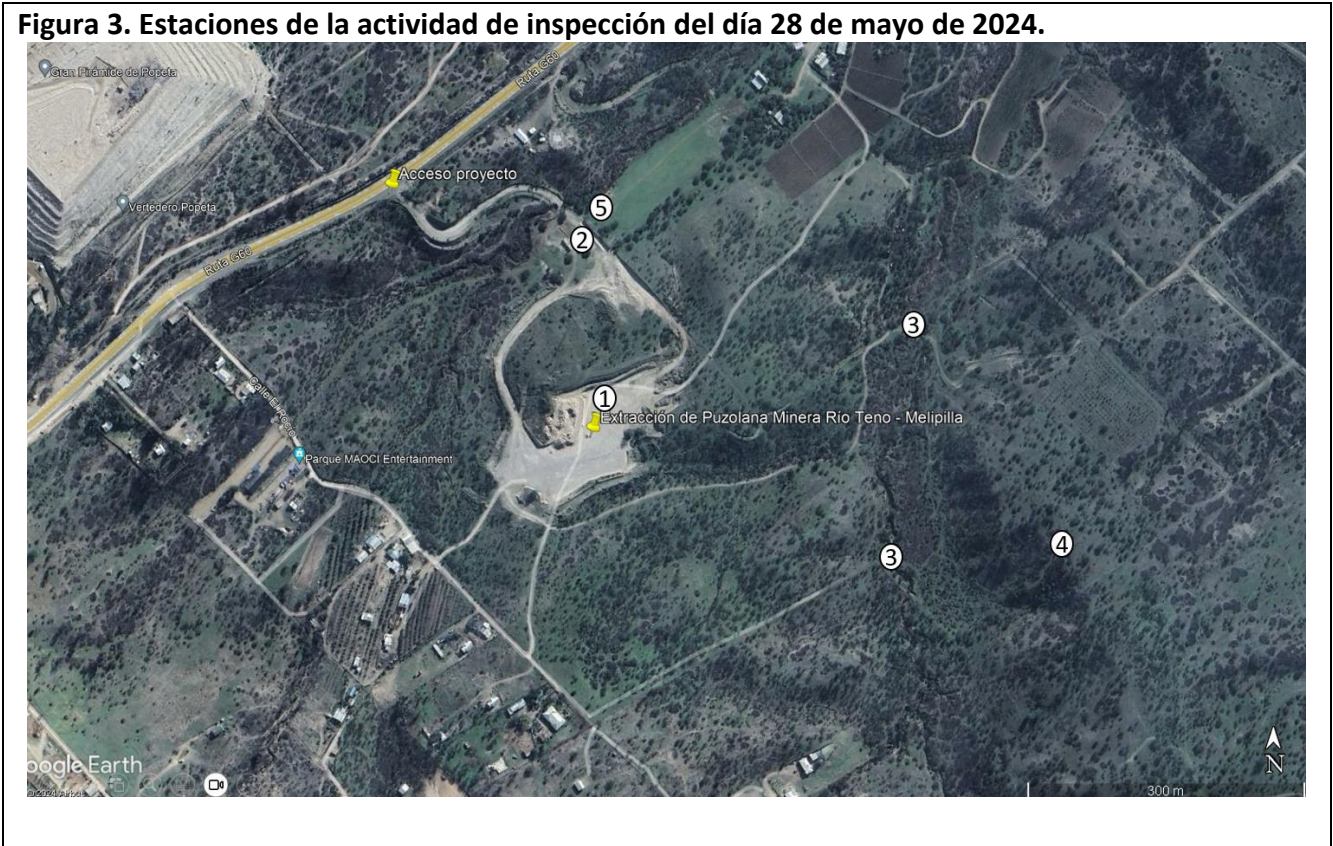 Figura 3. Estaciones de la actividad de inspección del día 28 de mayo de 2024.
Gran Pirámide de Popeta
Ruta G60
Acceso proyecto
Vertedero Popeta
5
2
Ruta G60
3
1
Extracción de Puzolana Minera Río Teno - Melipilla
Calle El Rocío
Parque MAOCI Entertainment
4
3
N
oogle Earth
300 m